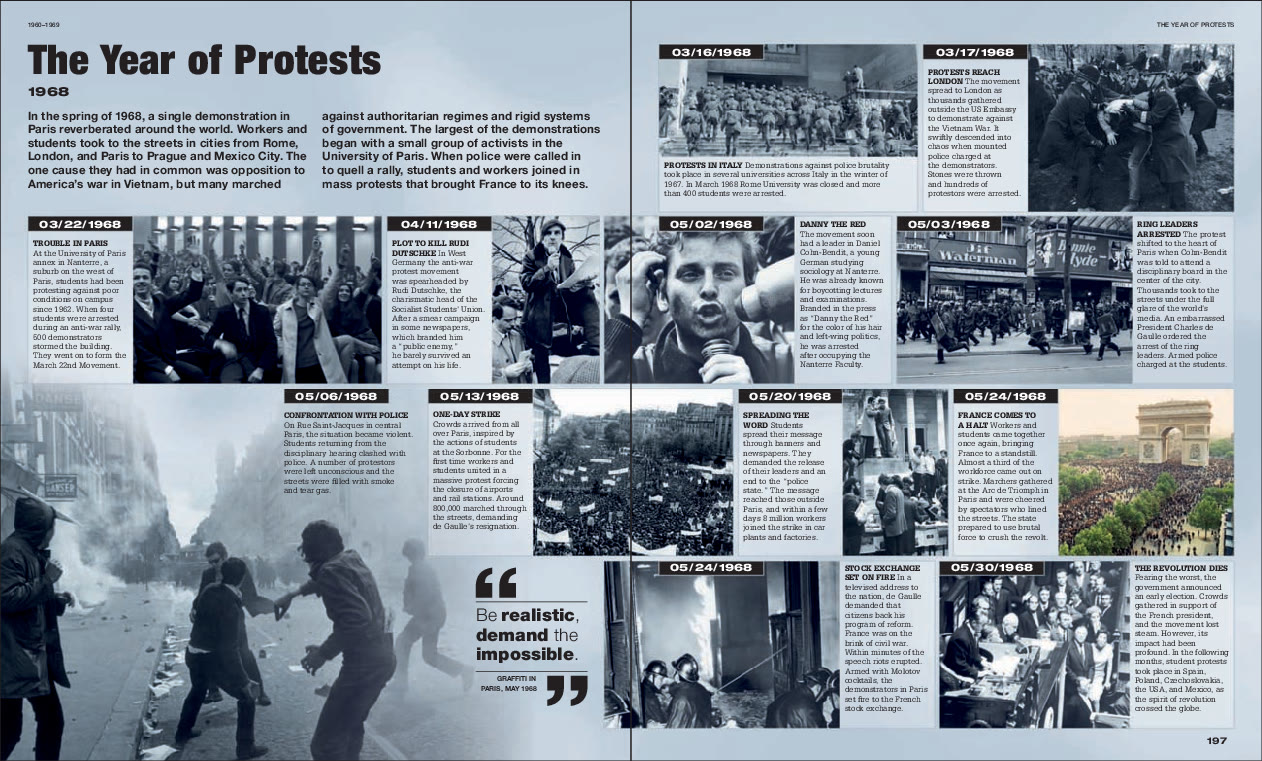 1960–1969
THE YEAR OF PROTESTS
The Year of Protests
1968
In the spring of 1968, a single demonstration in
Paris reverberated around the world. Workers and
students took to the streets in cities from Rome,
London, and Paris to Prague and Mexico City. The
one cause they had in common was opposition to
America's war in Vietnam, but many marched
against authoritarian regimes and rigid systems
of government. The largest of the demonstrations
began with a small group of activists in the
University of Paris. When police were called in
to quell a rally, students and workers joined in
mass protests that brought France to its knees.
03/16/1968
PROTESTS IN ITALY Demonstrations against police brutality
took place in several universities across Italy in the winter of
1967. In March 1968 Rome University was closed and more
than 400 students were arrested.
03/17/1968
PROTESTS REACH
LONDON The movement
spread to London as
thousands gathered
outside the US Embassy
to demonstrate against
the Vietnam War. It
swiftly descended into
chaos when mounted
police charged at
the demonstrators.
Stones were thrown
and hundreds of
protestors were arrested.
03/22/1968
TROUBLE IN PARIS
At the University of Paris
annex in Nanterre, a
suburb on the west of
Paris, students had been
protesting against poor
conditions on campus
since 1962. When four
students were arrested
during an anti-war rally,
500 demonstrators
stormed the building.
They went on to form the
March 22nd Movement.
04/11/1968
PLOT TO KILL RUDI
DUTSCHKE In West
Germany the anti-war
protest movement
was spearheaded by
Rudi Dutschke, the
charismatic head of the
Socialist Students' Union.
After a smear campaign
in some newspapers,
which branded him
a "public enemy,"
he barely survived an
attempt on his life.
05/02/1968
DANNY THE RED
The movement soon
had a leader in Daniel
Cohn-Bendit, a young
German studying
sociology at Nanterre.
He was already known
for boycotting lectures
and examinations.
Branded in the press
as "Danny the Red"
for the color of his hair
and left-wing politics,
he was arrested
after occupying the
Nanterre Faculty.
05/03/1968
Jif
Waterman
Bonnie
Clyde
RING LEADERS
ARRESTED The protest
shifted to the heart of
Paris when Cohn-Bendit
was told to attend a
disciplinary board in the
center of the city.
Thousands took to the
streets under the full
glare of the world's
media. An embarrassed
President Charles de
Gaulle ordered the
arrest of the ring
leaders. Armed police
charged at the students.
DANSE
DANSER
05/06/1968
CONFRONTATION WITH POLICE
On Rue Saint-Jacques in central
Paris, the situation became violent.
Students returning from the
disciplinary hearing clashed with
police. A number of protestors
were left unconscious and the
streets were filled with smoke
and tear gas.
05/13/1968
ONE-DAY STRIKE
Crowds arrived from all
over Paris, inspired by
the actions of students
at the Sorbonne. For the
first time workers and
students united in a
massive protest forcing
the closure of airports
and rail stations. Around
800,000 marched through
the streets, demanding
de Gaulle's resignation.
05/20/1968
SPREADING THE
WORD Students
spread their message
through banners and
newspapers. They
demanded the release
of their leaders and an
end to the "police
state." The message
reached those outside
Paris, and within a few
days 8 million workers
joined the strike in car
plants and factories.
05/24/1968
FRANCE COMES TO
A HALT Workers and
students came together
once again, bringing
France to a standstill.
Almost a third of the
workforce came out on
strike. Marchers gathered
at the Arc de Triomph in
Paris and were cheered
by spectators who lined
the streets. The state
prepared to use brutal
force to crush the revolt.
“
Be realistic,
demand the
impossible.
GRAFFITI IN
PARIS, MAY 1968
”
05/24/1968
STOCK EXCHANGE
SET ON FIRE In a
televised address to
the nation, de Gaulle
demanded that
citizens back his
program of reform.
France was on the
brink of civil war.
Within minutes of the
speech riots erupted.
Armed with Molotov
cocktails, the
demonstrators in Paris
set fire to the French
stock exchange.
05/30/1968
THE REVOLUTION DIES
Fearing the worst, the
government announced
an early election. Crowds
gathered in support of
the French president,
and the movement lost
steam. However, its
impact had been
profound. In the following
months, student protests
took place in Spain,
Poland, Czechoslovakia,
the USA, and Mexico, as
the spirit of revolution
crossed the globe.
197